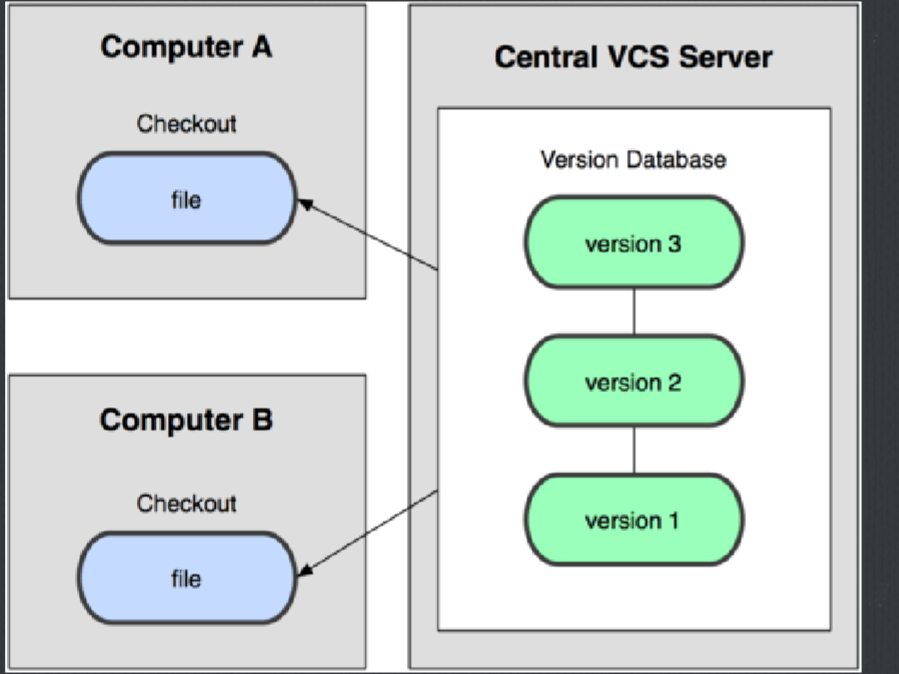 Computer A
Checkout
file
Computer B
Checkout
file
Central VCS Server
Version Database
version 3
version 2
version 1